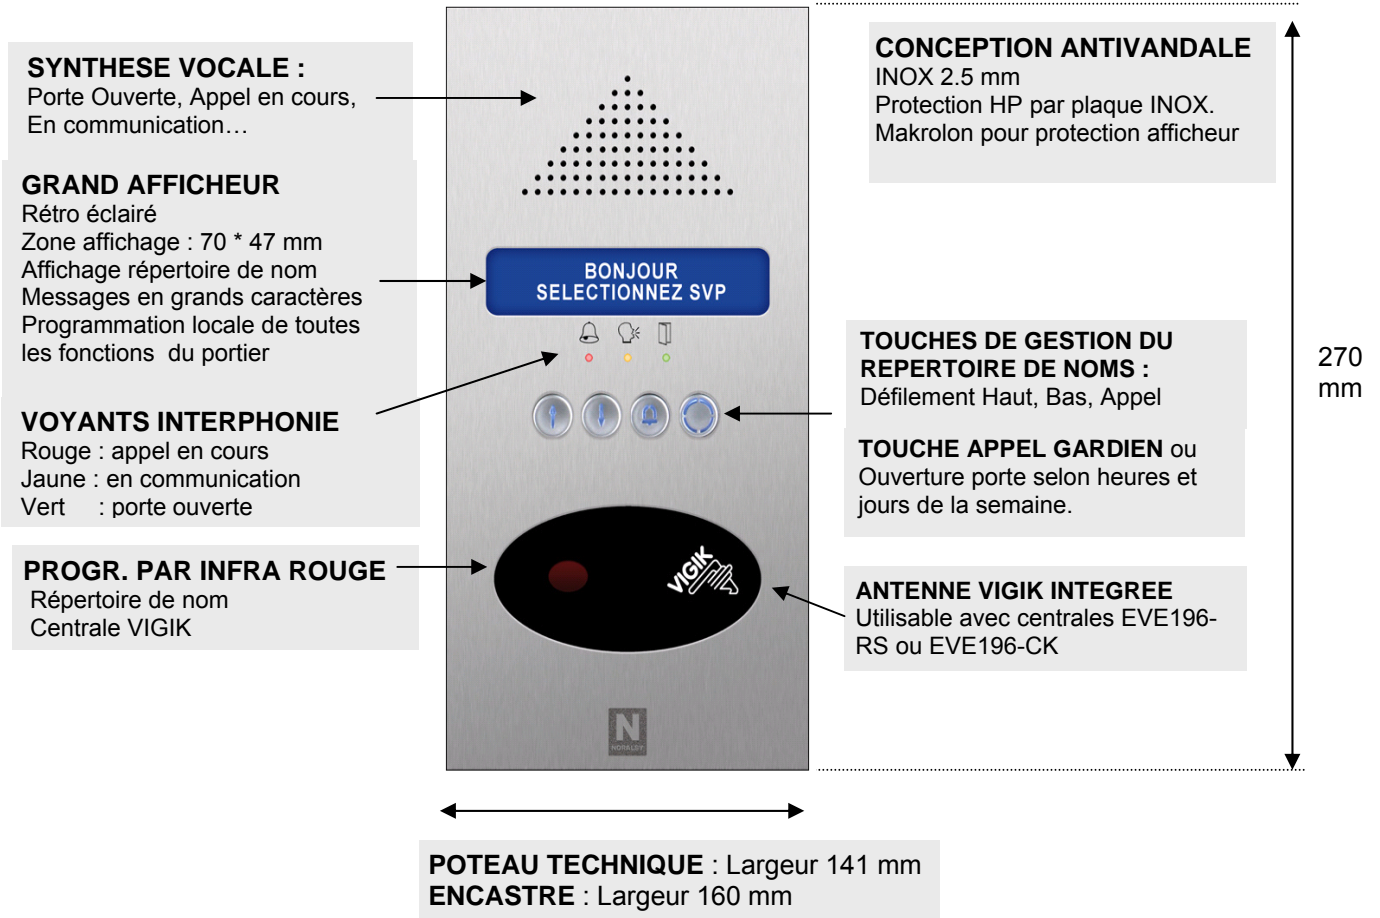 SYNTHESE VOCALE :
Porte Ouverte, Appel en cours,
En communication…
GRAND AFFICHEUR
Rétro éclairé
Zone affichage : 70 * 47 mm
Affichage répertoire de nom
Messages en grands caractères
Programmation locale de toutes
les fonctions du portier
VOYANTS INTERPHONIE
Rouge : appel en cours
Jaune : en communication
Vert : porte ouverte
PROGR. PAR INFRA ROUGE
Répertoire de nom
Centrale VIGIK
BONJOUR
SELECTIONNEZ SVP
VIGIK
N
NORALSY
CONCEPTION ANTIVANDALE
INOX 2.5 mm
Protection HP par plaque INOX.
Makrolon pour protection afficheur
TOUCHES DE GESTION DU
REPERTOIRE DE NOMS :
Défilement Haut, Bas, Appel
TOUCHE APPEL GARDIEN ou
Ouverture porte selon heures et
jours de la semaine.
ANTENNE VIGIK INTEGREE
Utilisable avec centrales EVE196-
RS ou EVE196-CK
270
mm
POTEAU TECHNIQUE : Largeur 141 mm
ENCASTRE : Largeur 160 mm